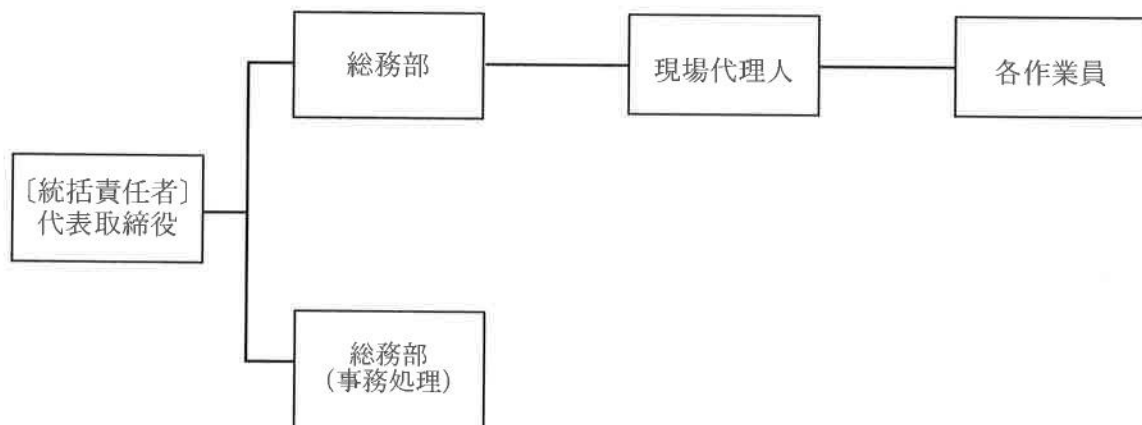 総務部
現場代理人
各作業員
〔統括責任者〕
代表取締役
総務部
(事務処理)